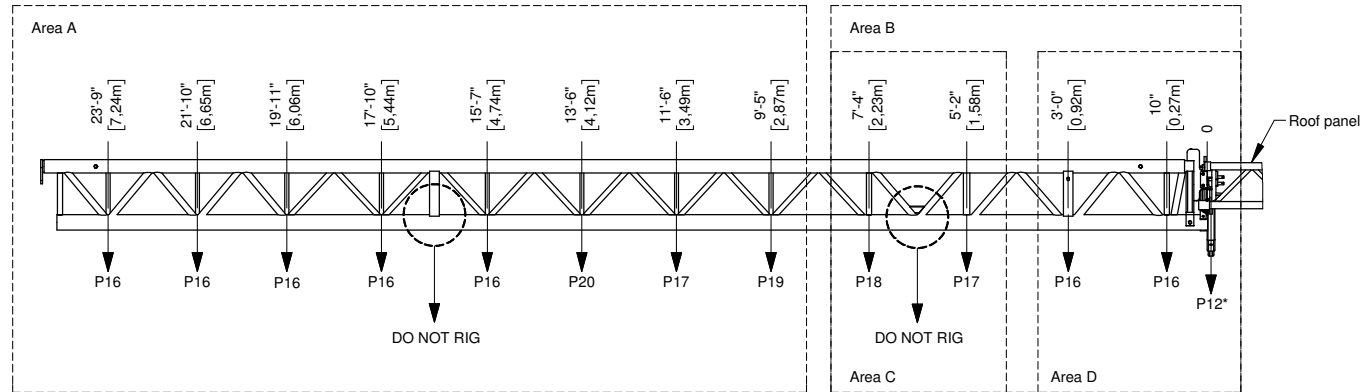 Area A
Area B
23'-9"
[7,24m]
21'-10"
[6,65m]
19'-11"
[6,06m]
17'-10"
[5,44m]
15'-7"
[4,74m]
13'-6"
[4,12m]
11'-6"
[3,49m]
9'-5"
[2,87m]
7'-4"
[2,23m]
5'-2"
[1,58m]
3'-0"
[0,92m]
10"
[0,27m]
0
Roof panel
P16
P16
P16
P16
P16
P20
P17
P19
P18
P17
P16
P16
P12*
DO NOT RIG
DO NOT RIG
Area C
Area D